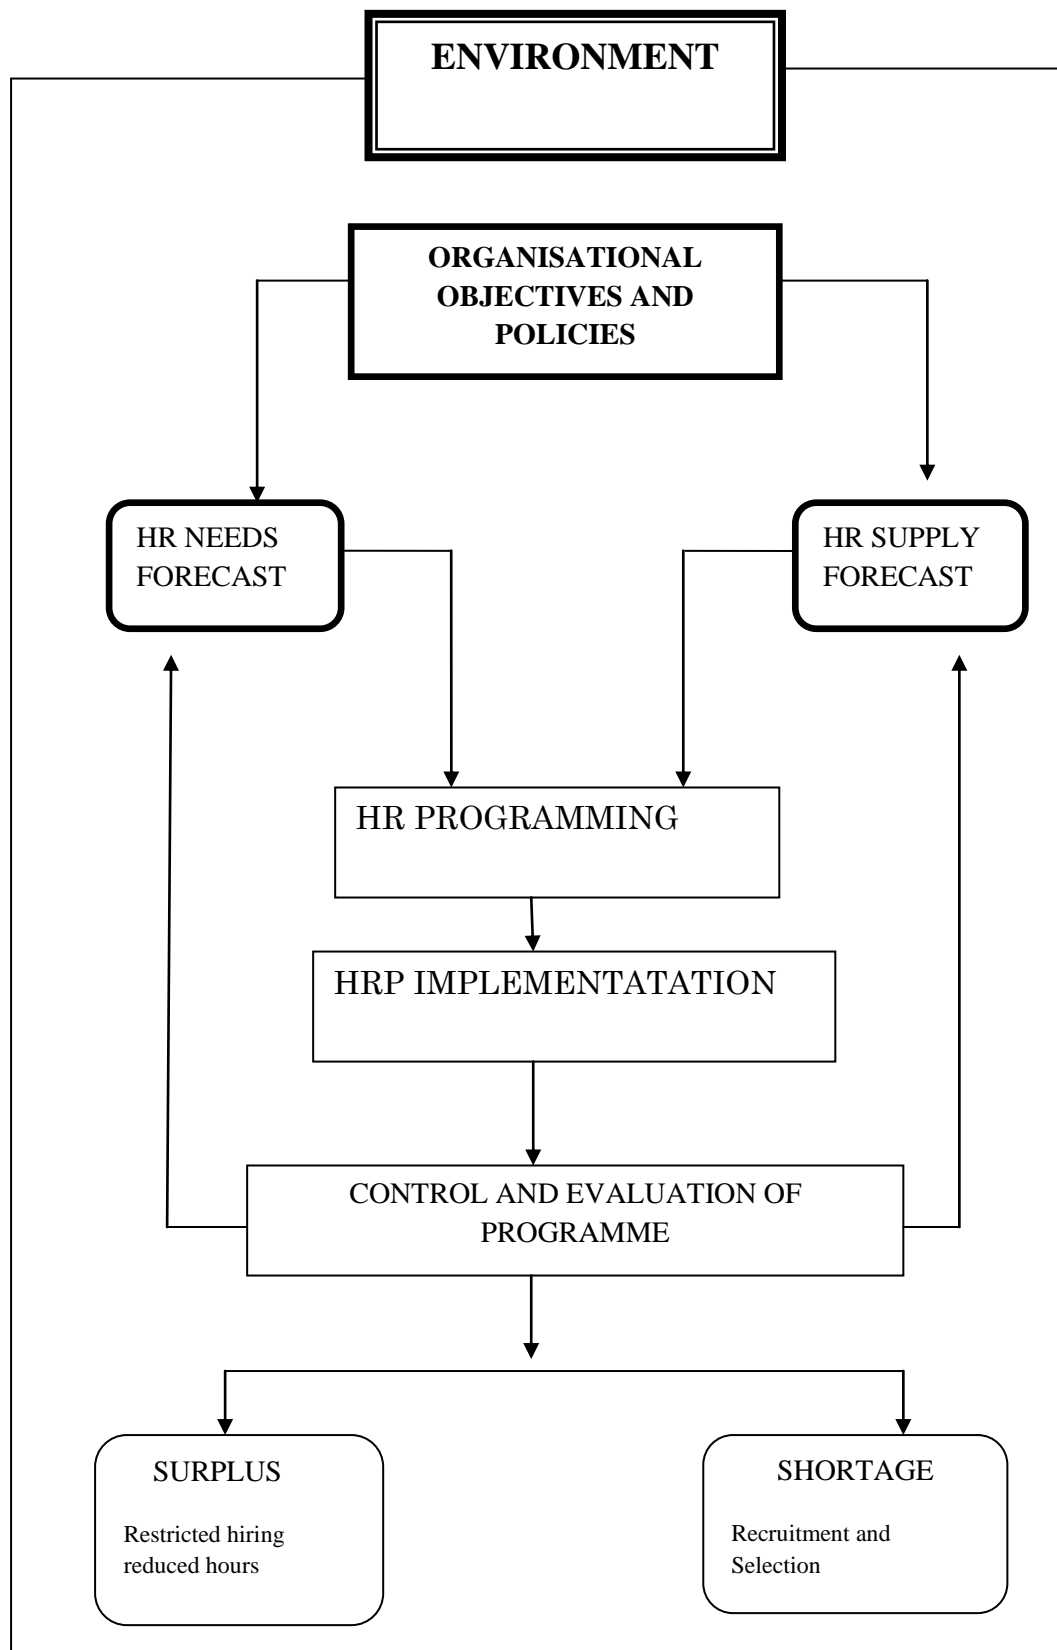 ENVIRONMENT
ORGANISATIONAL
OBJECTIVES AND
POLICIES
HR NEEDS
FORECAST
HR SUPPLY
FORECAST
HR PROGRAMMING
HRP IMPLEMENTATATION
CONTROL AND EVALUATION OF
PROGRAMME
SURPLUS
Restricted hiring
reduced hours
SHORTAGE
Recruitment and
Selection